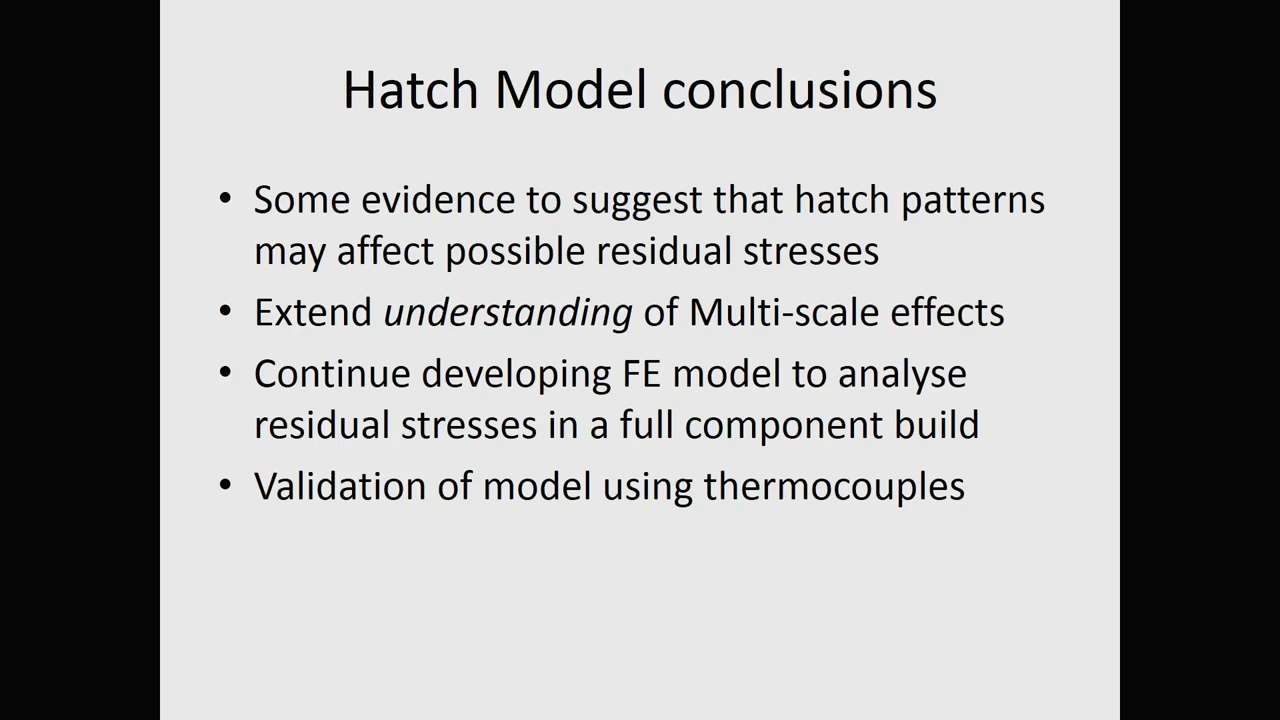 Hatch Model conclusions
• Some evidence to suggest that hatch patterns
may affect possible residual stresses
• Extend understanding of Multi-scale effects
• Continue developing FE model to analyse
residual stresses in a full component build
• Validation of model using thermocouples